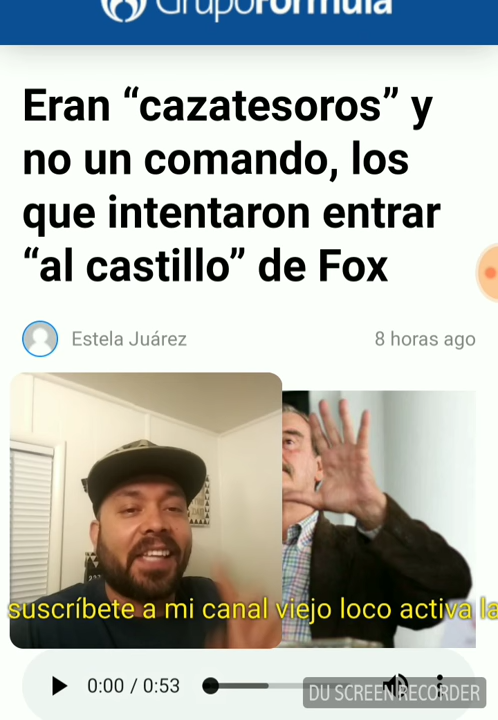 GrupoFórmula
Eran “cazatesoros” y
no un comando, los
que intentaron entrar
“al castillo” de Fox
Estela Juárez
8 horas ago
suscríbete a mi canal viejo loco activa la
0:00 / 0:53
DU SCREEN RECORDER